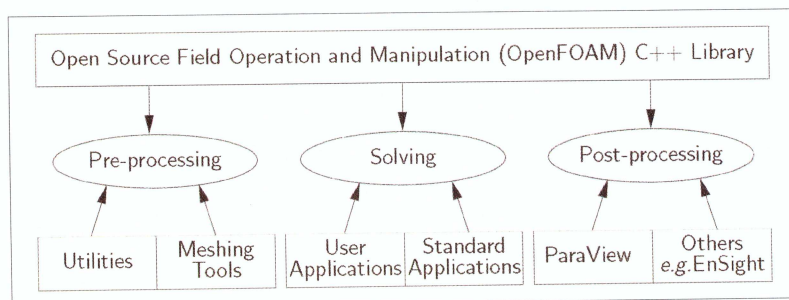 Open Source Field Operation and Manipulation (OpenFOAM) C++ Library
Pre-processing
Solving
Post-processing
Utilities
Meshing
Tools
User
Applications
Standard
Applications
ParaView
Others
e.g.EnSight